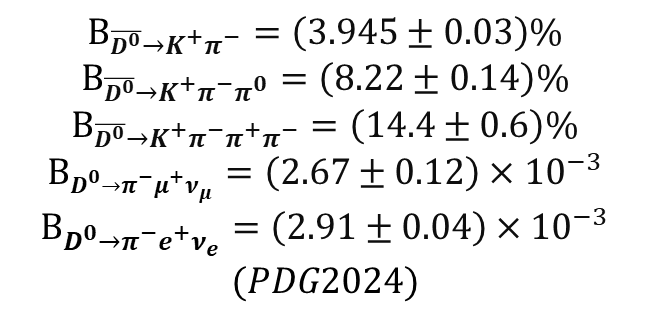 B_{\overline{D^0}→K^+π^-} = (3.945 ± 0.03)%
B_{\overline{D^0}→K^+π^-π^0} = (8.22 ± 0.14)%
B_{\overline{D^0}→K^+π^-π^+π^-} = (14.4 ± 0.6)%
B_{D^0→π^-μ^+ν_μ} = (2.67 ± 0.12) × 10^{-3}
B_{D^0→π^-e^+ν_e} = (2.91 ± 0.04) × 10^{-3}
(PDG2024)